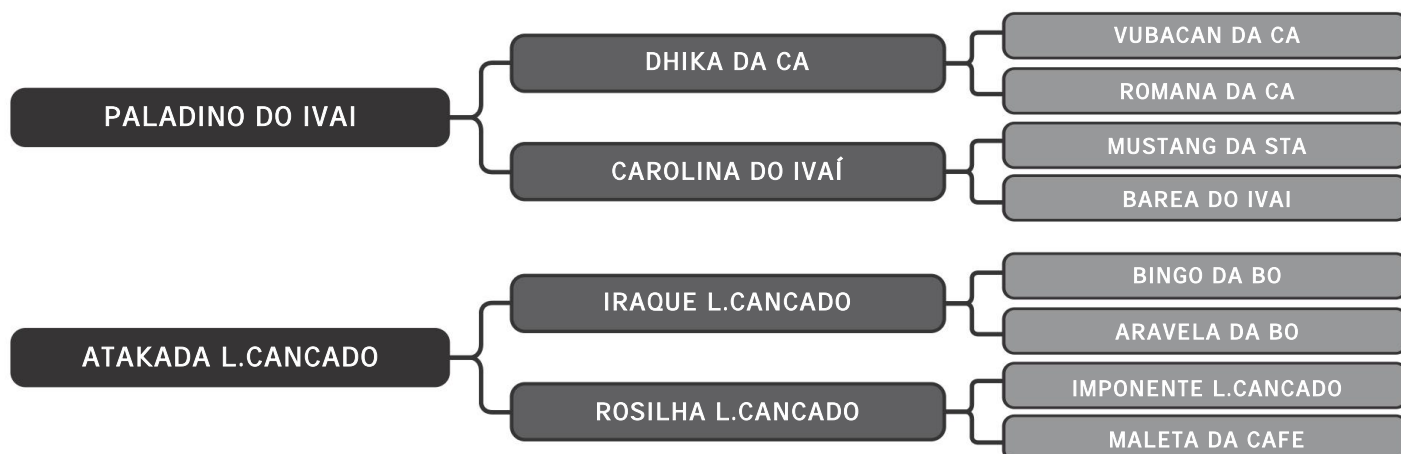 PALADINO DO IVAI
DHIKA DA CA
VUBACAN DA CA
ROMANA DA CA
CAROLINA DO IVAÍ
MUSTANG DA STA
BAREA DO IVAI
ATAKADA L.CANCADO
IRAQUE L.CANCADO
BINGO DA BO
ARAVELA DA BO
ROSILHA L.CANCADO
IMPONENTE L.CANCADO
MALETA DA CAFE